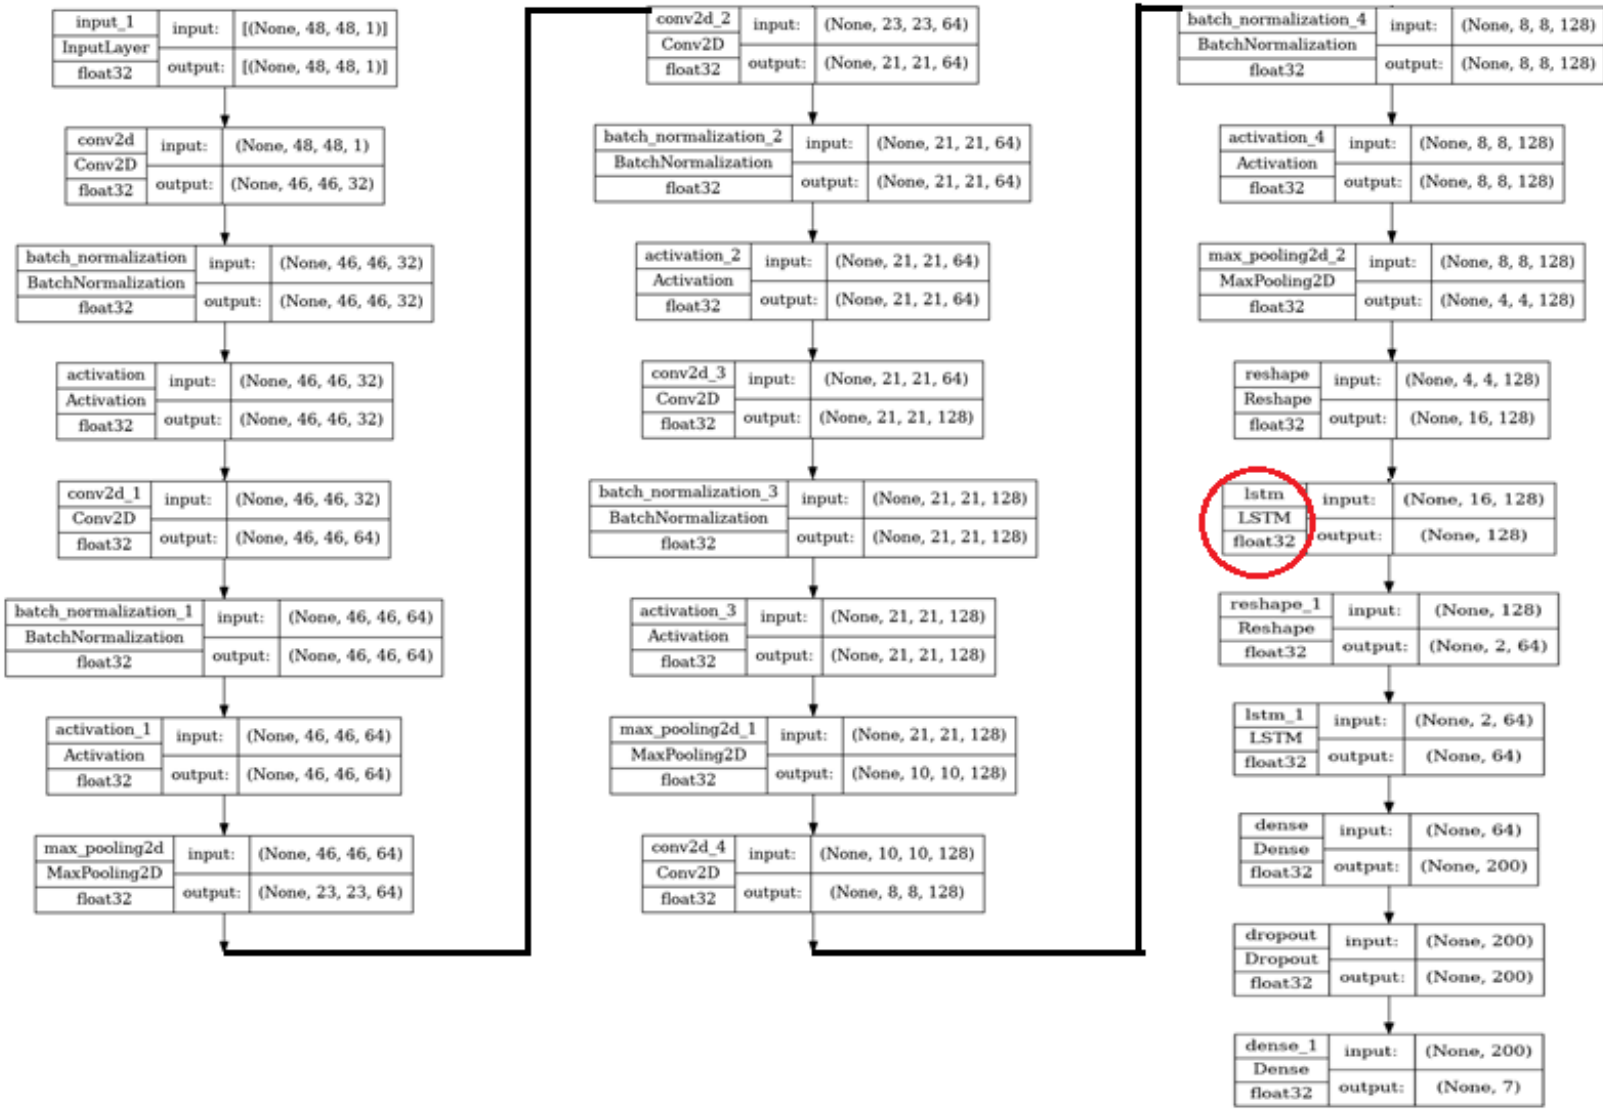 input_1
InputLayer
float32
input:
[(None, 48, 48, 1)]
output:
[(None, 48, 48, 1)]
conv2d
Conv2D
float32
input:
(None, 48, 48, 1)
output:
(None, 46, 46, 32)
batch_normalization
BatchNormalization
float32
input:
(None, 46, 46, 32)
output:
(None, 46, 46, 32)
activation
Activation
float32
input:
(None, 46, 46, 32)
output:
(None, 46, 46, 32)
conv2d_1
Conv2D
float32
input:
(None, 46, 46, 32)
output:
(None, 46, 46, 64)
batch_normalization_1
BatchNormalization
float32
input:
(None, 46, 46, 64)
output:
(None, 46, 46, 64)
activation_1
Activation
float32
input:
(None, 46, 46, 64)
output:
(None, 46, 46, 64)
max_pooling2d
MaxPooling2D
float32
input:
(None, 46, 46, 64)
output:
(None, 23, 23, 64)
conv2d_2
Conv2D
float32
input:
(None, 23, 23, 64)
output:
(None, 21, 21, 64)
batch_normalization_2
BatchNormalization
float32
input:
(None, 21, 21, 64)
output:
(None, 21, 21, 64)
activation_2
Activation
float32
input:
(None, 21, 21, 64)
output:
(None, 21, 21, 64)
conv2d_3
Conv2D
float32
input:
(None, 21, 21, 64)
output:
(None, 21, 21, 128)
batch_normalization_3
BatchNormalization
float32
input:
(None, 21, 21, 128)
output:
(None, 21, 21, 128)
activation_3
Activation
float32
input:
(None, 21, 21, 128)
output:
(None, 21, 21, 128)
max_pooling2d_1
MaxPooling2D
float32
input:
(None, 21, 21, 128)
output:
(None, 10, 10, 128)
conv2d_4
Conv2D
float32
input:
(None, 10, 10, 128)
output:
(None, 8, 8, 128)
batch_normalization_4
BatchNormalization
float32
input:
(None, 8, 8, 128)
output:
(None, 8, 8, 128)
activation_4
Activation
float32
input:
(None, 8, 8, 128)
output:
(None, 8, 8, 128)
max_pooling2d_2
MaxPooling2D
float32
input:
(None, 8, 8, 128)
output:
(None, 4, 4, 128)
reshape
Reshape
float32
input:
(None, 4, 4, 128)
output:
(None, 16, 128)
lstm
LSTM
float32
input:
(None, 16, 128)
output:
(None, 128)
reshape_1
Reshape
float32
input:
(None, 128)
output:
(None, 2, 64)
lstm_1
LSTM
float32
input:
(None, 2, 64)
output:
(None, 64)
dense
Dense
float32
input:
(None, 64)
output:
(None, 200)
dropout
Dropout
float32
input:
(None, 200)
output:
(None, 200)
dense_1
Dense
float32
input:
(None, 200)
output:
(None, 7)